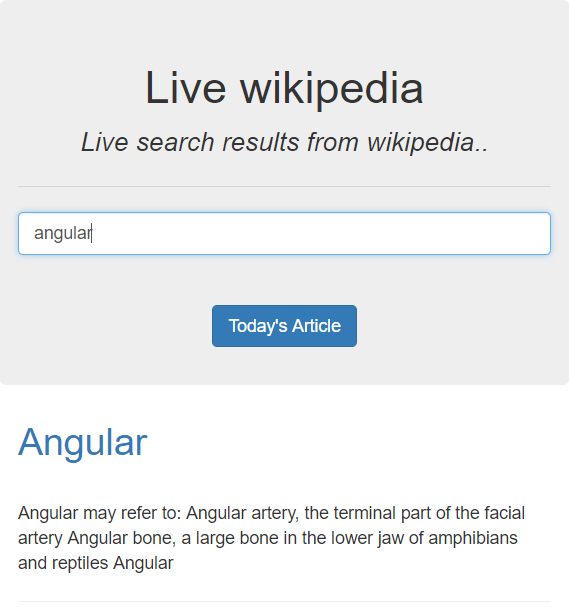 Live wikipedia
Live search results from wikipedia..
angular
Today's Article
Angular
Angular may refer to: Angular artery, the terminal part of the facial
artery Angular bone, a large bone in the lower jaw of amphibians
and reptiles Angular